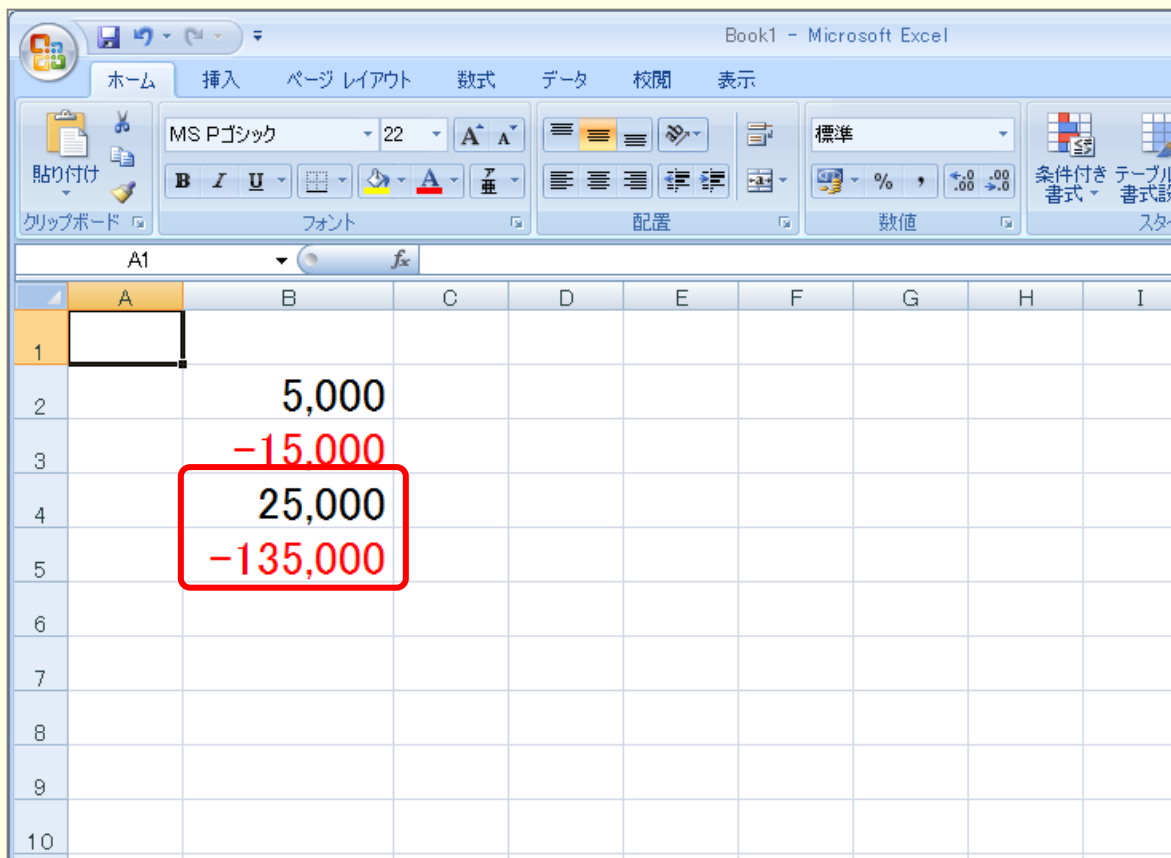 Book1 - Microsoft Excel
ホーム 挿入 ページ レイアウト 数式 データ 校閲 表示
MS Pゴシック 22 A A 標準
貼り付け
B I U A ア亜 % , 条件付き書式 テーブル書式設
クリップボード フォント 配置 数値 スタ
A1 fx
A B C D E F G H I
1
2 5,000
3 -15,000
4 25,000
5 -135,000
6
7
8
9
10